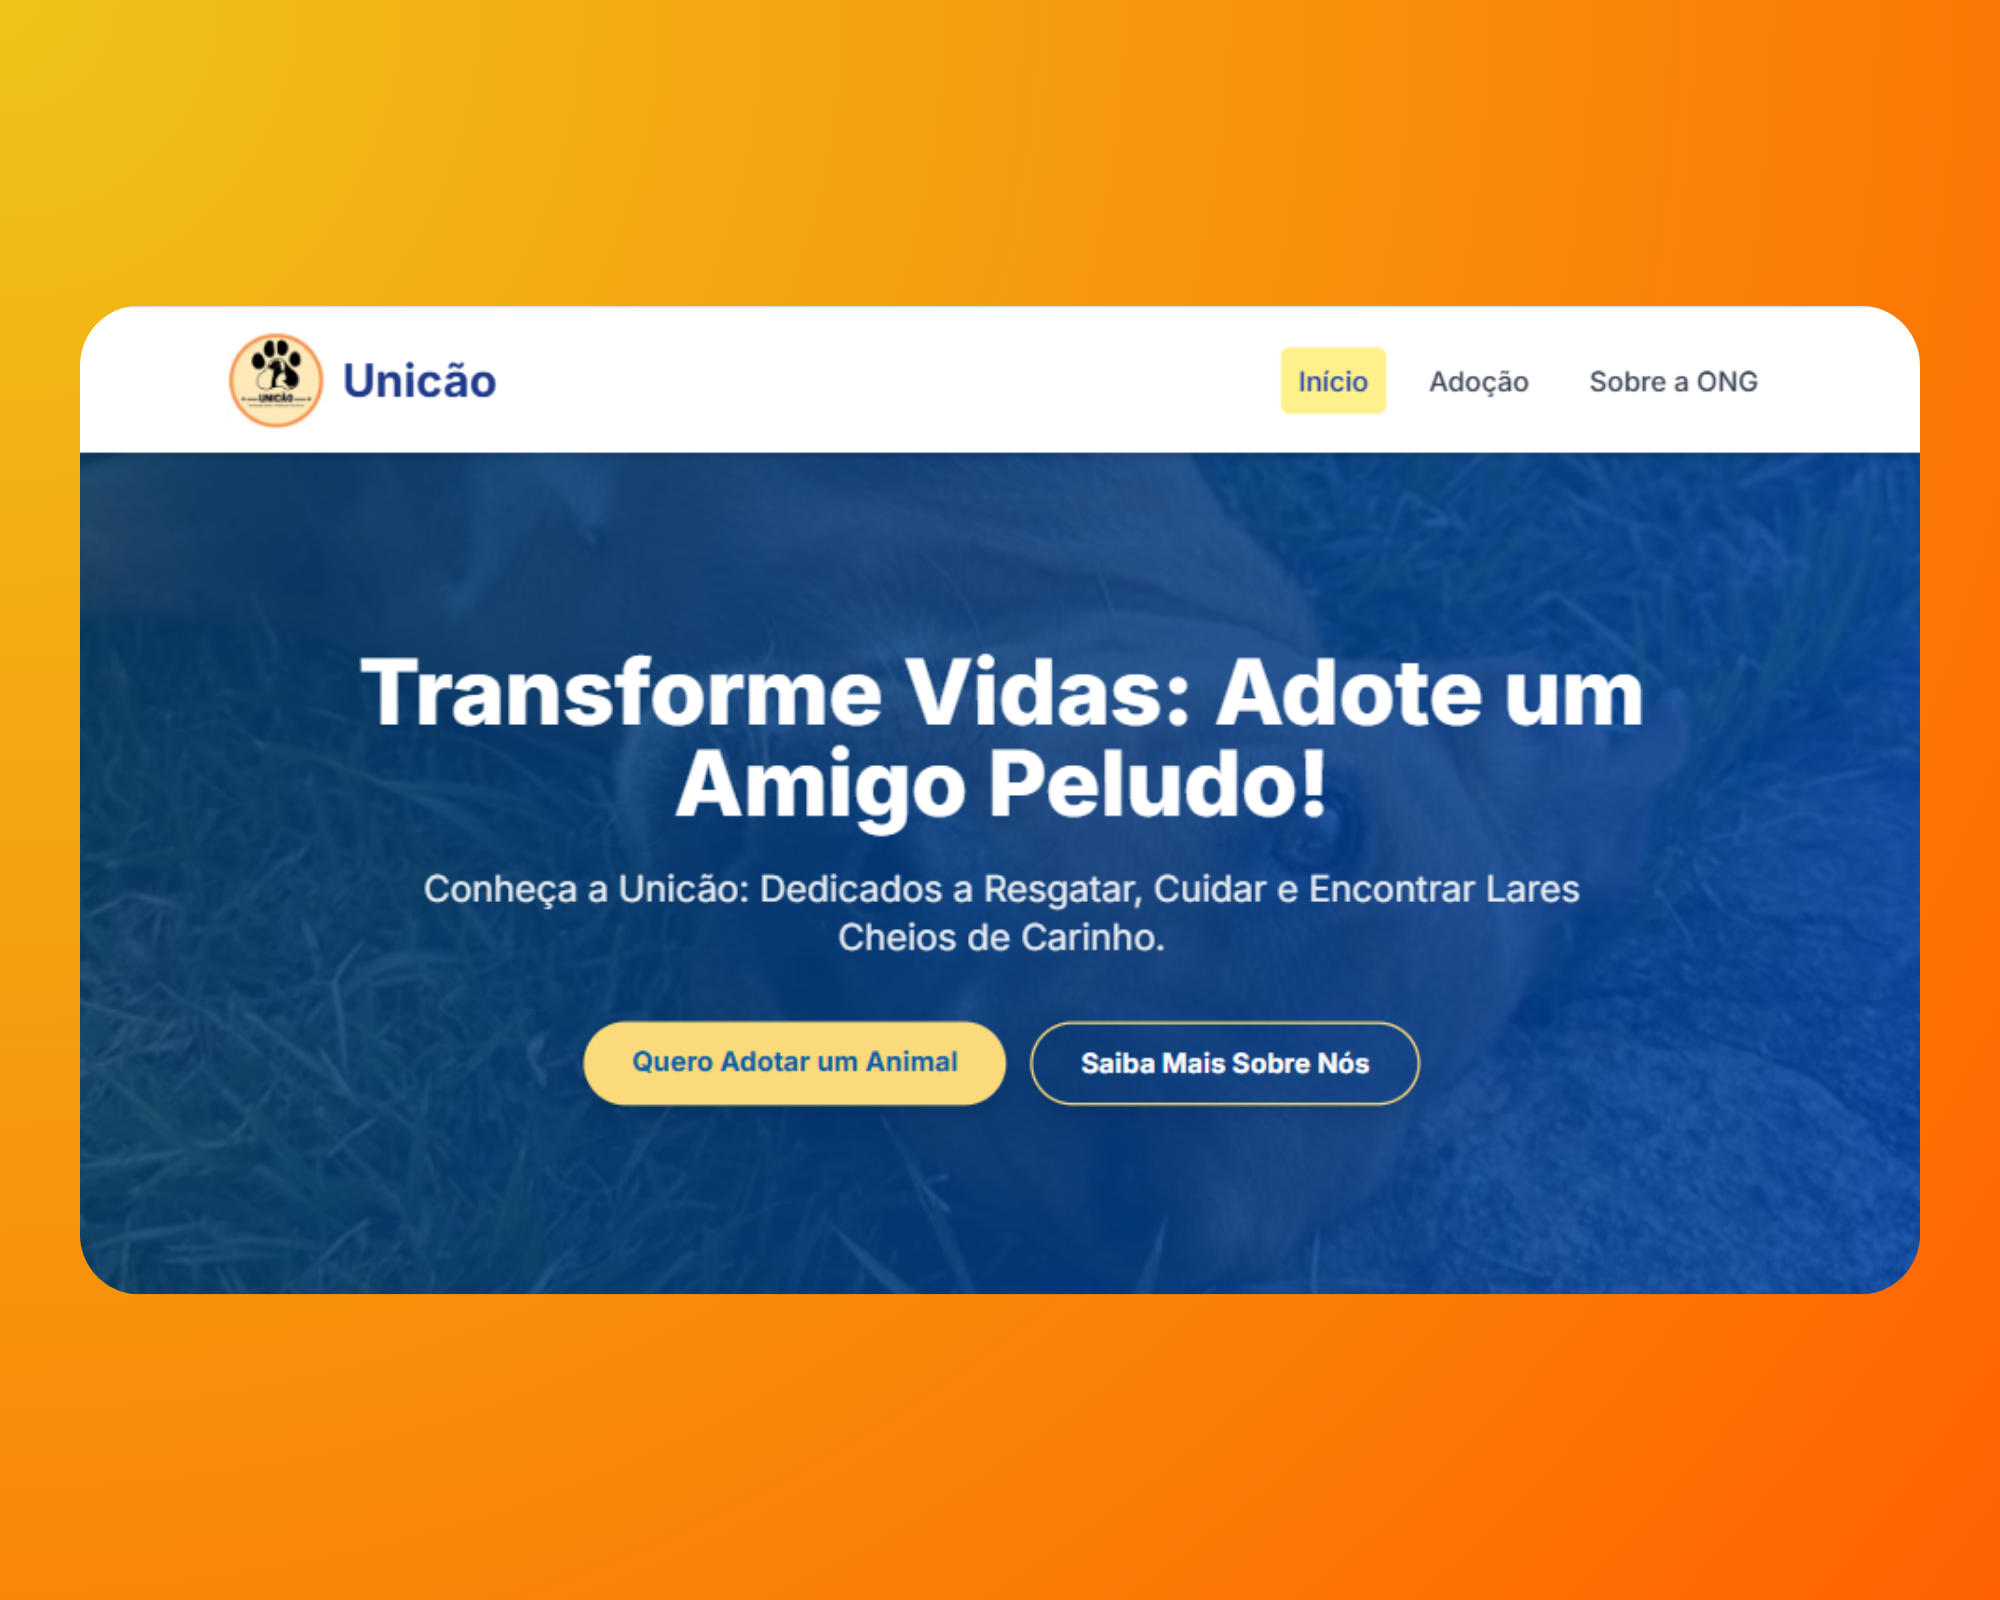 UNICÃO
Unicão
Início
Adoção
Sobre a ONG
Transforme Vidas: Adote um
Amigo Peludo!
Conheça a Unicão: Dedicados a Resgatar, Cuidar e Encontrar Lares
Cheios de Carinho.
Quero Adotar um Animal
Saiba Mais Sobre Nós